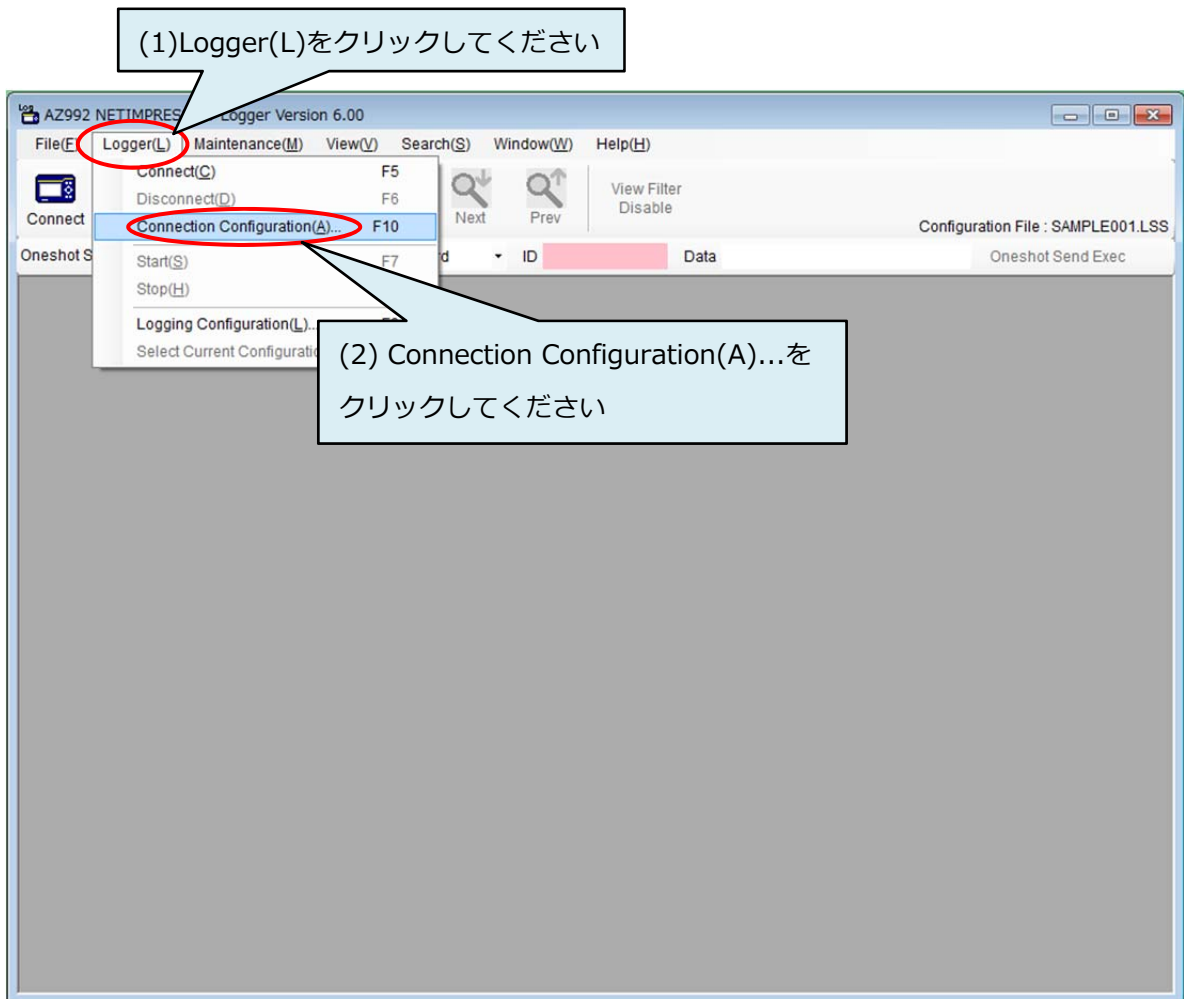 (1)Logger(L)をクリックしてください
AZ992 NETIMPRES Logger Version 6.00
File(F) Logger(L) Maintenance(M) View(V) Search(S) Window(W) Help(H)
Connect(C) F5
Disconnect(D) F6
Connection Configuration(A)... F10
Start(S) F7
Stop(H)
Logging Configuration(L)...
Select Current
Connect
Next Prev
View Filter
Disable
Configuration File : SAMPLE001.LSS
Oneshot S
ID Data Oneshot Send Exec
(2) Connection Configuration(A)...を
クリックしてください